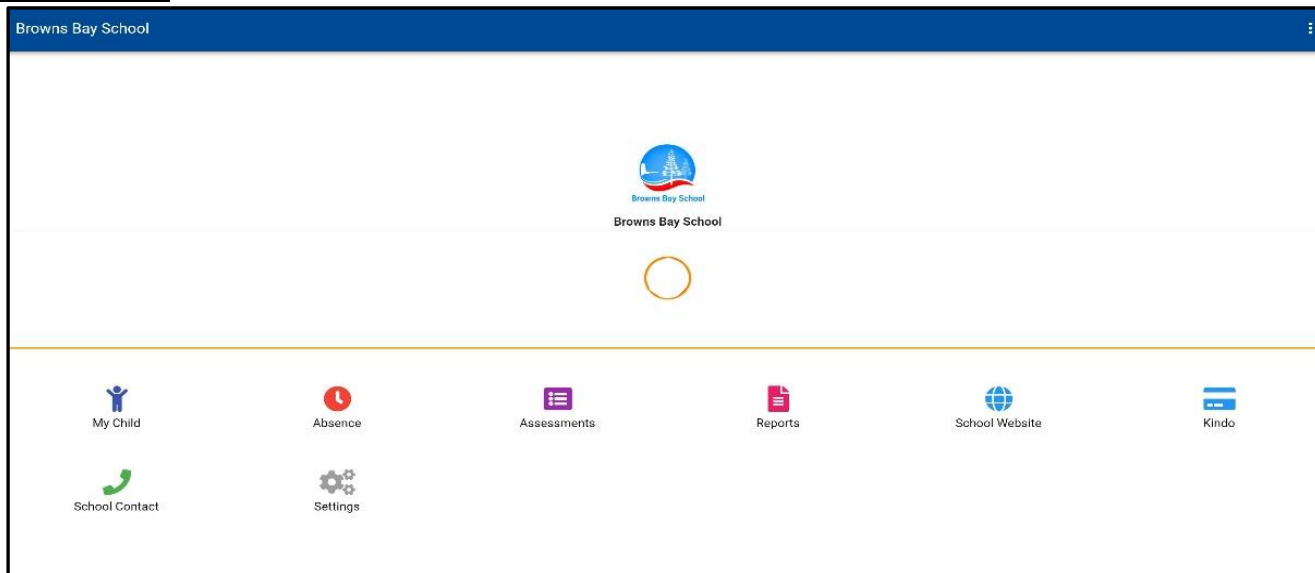 Browns Bay School
Browns Bay School
Browns Bay School
My Child Absence Assessments Reports School Website Kindo
School Contact Settings